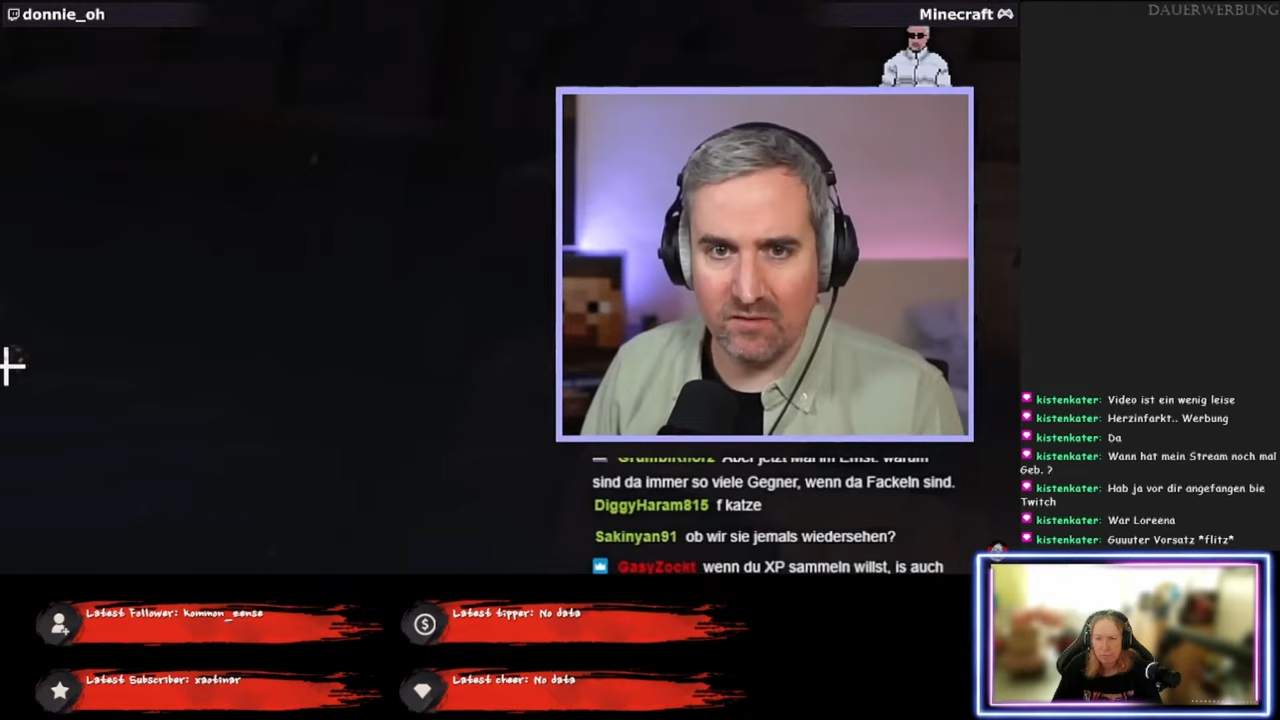 donnie_oh
Minecraft
DAUERWERBUNG
Grumbirnorz Aber jetzt Mal im Ernst. warum
sind da immer so viele Gegner, wenn da Fackeln sind.
DiggyHaram815 f katze
Sakinyan91 ob wir sie jemals wiedersehen?
GasyZockt wenn du XP sammeln willst, is auch
kistenkater: Video ist ein wenig leise
kistenkater: Herzinfarkt.. Werbung
kistenkater: Da
kistenkater: Wann hat mein Stream noch mal
Geb. ?
kistenkater: Hab ja vor dir angefangen bie
Twitch
kistenkater: War Loreena
kistenkater: Guuuter Vorsatz *flitz*
Latest Follower: Kommon_sense
Latest tipper: No data
Latest Subscriber: xaotinar
Latest cheer: No data